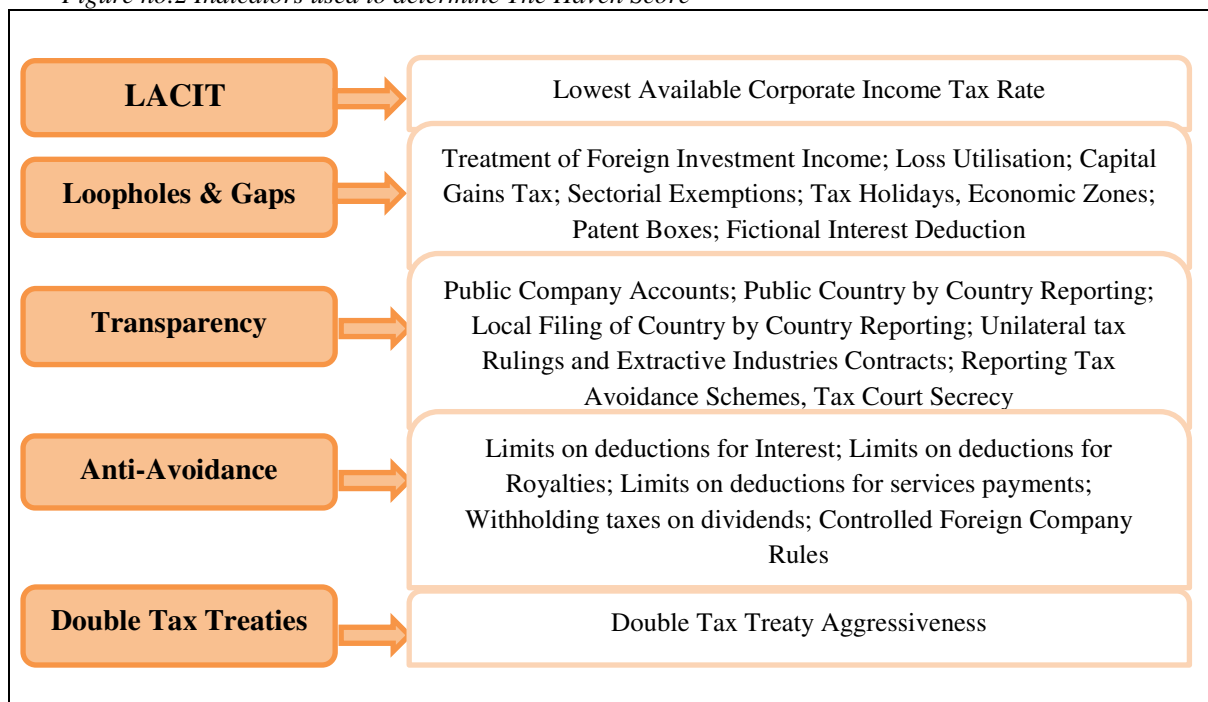 Figure no.2 Indicators used to determine The Haven Score
LACIT
Lowest Available Corporate Income Tax Rate
Loopholes & Gaps
Treatment of Foreign Investment Income; Loss Utilisation; Capital
Gains Tax; Sectorial Exemptions; Tax Holidays, Economic Zones;
Patent Boxes; Fictional Interest Deduction
Transparency
Public Company Accounts; Public Country by Country Reporting;
Local Filing of Country by Country Reporting; Unilateral tax
Rulings and Extractive Industries Contracts; Reporting Tax
Avoidance Schemes, Tax Court Secrecy
Anti-Avoidance
Limits on deductions for Interest; Limits on deductions for
Royalties; Limits on deductions for services payments;
Withholding taxes on dividends; Controlled Foreign Company
Rules
Double Tax Treaties
Double Tax Treaty Aggressiveness